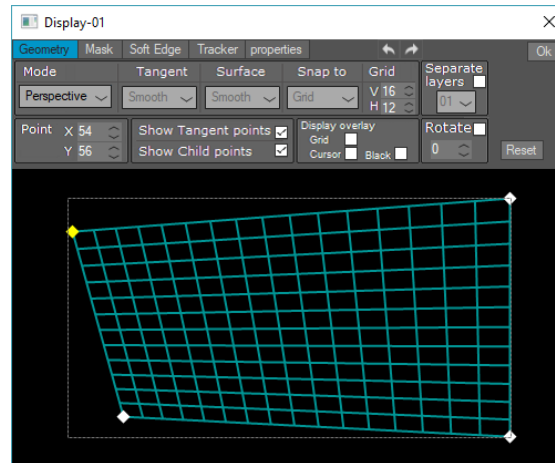 Display-01
Geometry Mask Soft Edge Tracker properties
Ok
Mode Tangent Surface Snap to Grid Separate layers
Perspective Smooth Smooth Grid V 16 H 12 01
Point X 54 Y 56
Show Tangent points
Show Child points
Display overlay
Grid
Cursor Black
Rotate
0
Reset